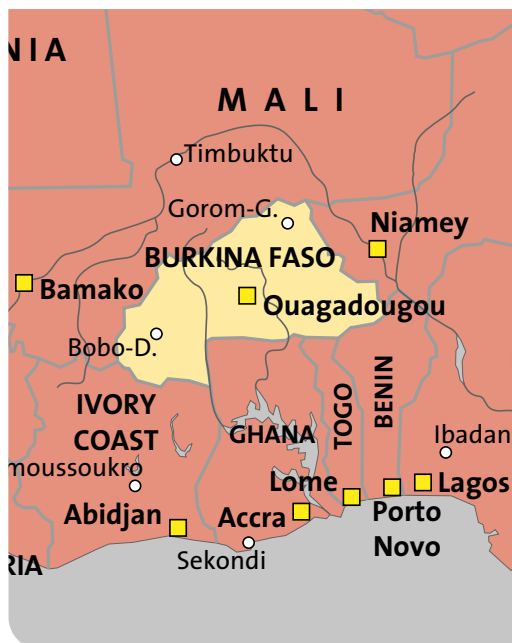 NIA
MALI
Timbuktu
Gorom-G.
Niamey
BURKINA FASO
Bamako
Ouagadougou
Bobo-D.
IVORY
COAST
GHANA
TOGO
BENIN
Ibadan
moussoukro
Lome
Lagos
Abidjan
Accra
Porto
Novo
Sekondi
RIA